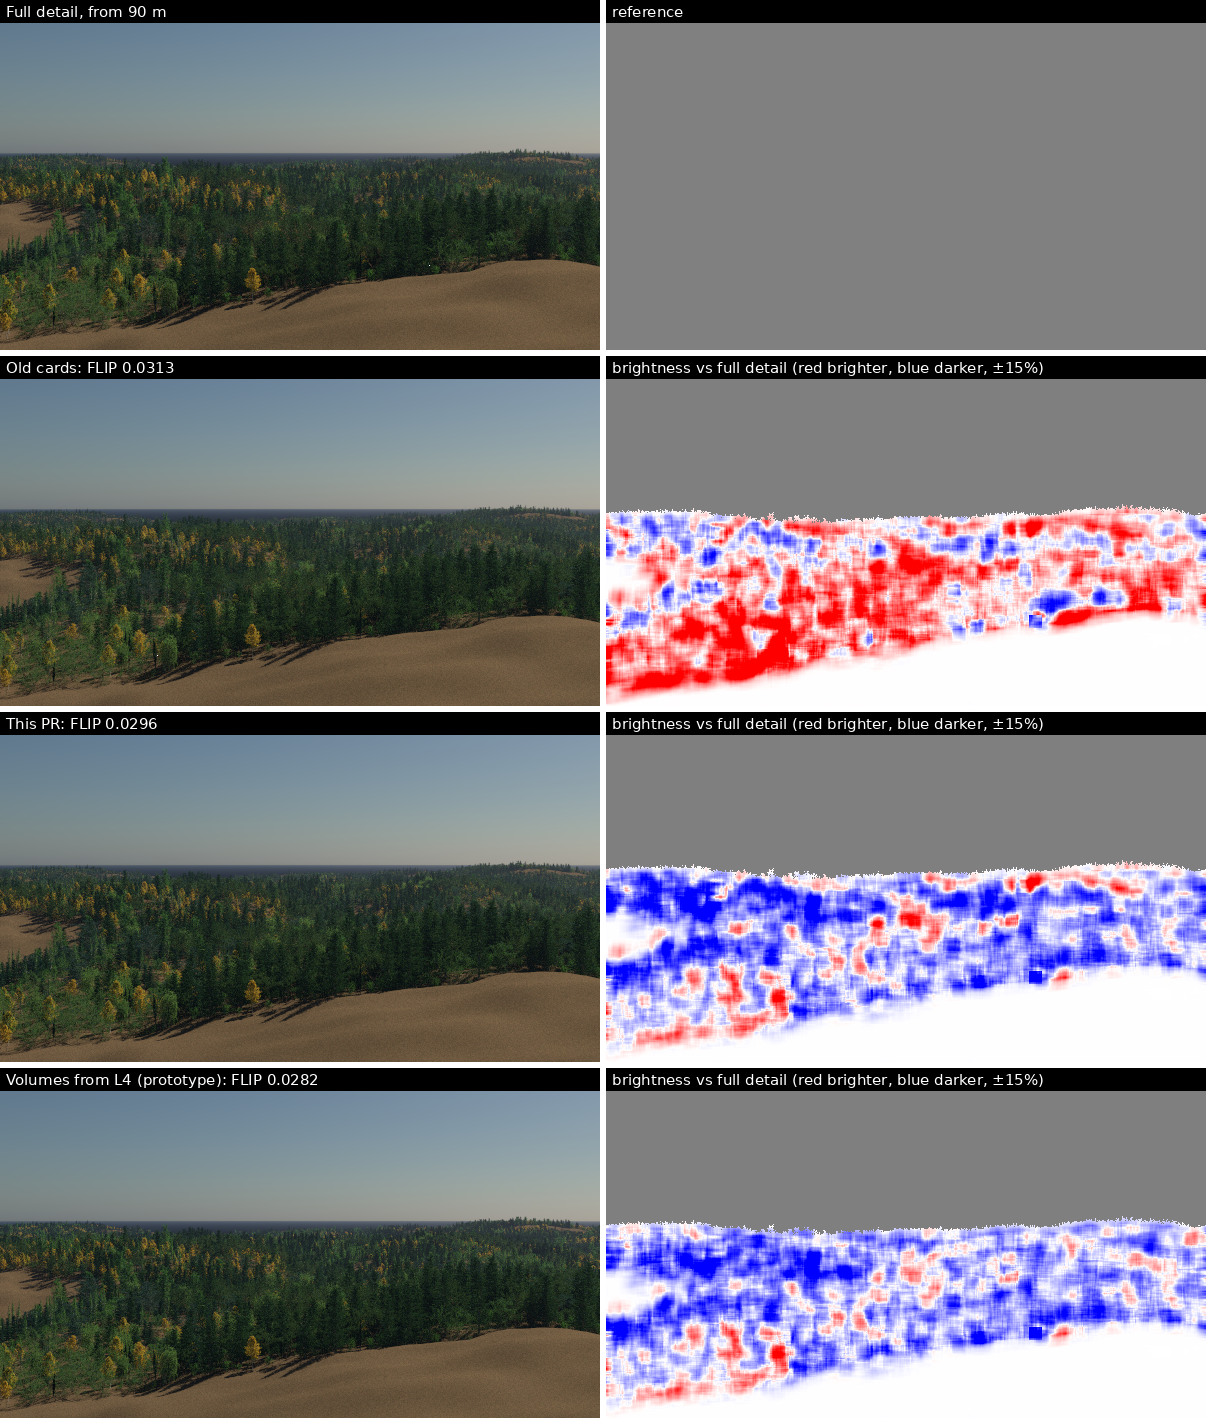 Full detail, from 90 m
reference
Old cards: FLIP 0.0313
brightness vs full detail (red brighter, blue darker, ±15%)
This PR: FLIP 0.0296
brightness vs full detail (red brighter, blue darker, ±15%)
Volumes from L4 (prototype): FLIP 0.0282
brightness vs full detail (red brighter, blue darker, ±15%)